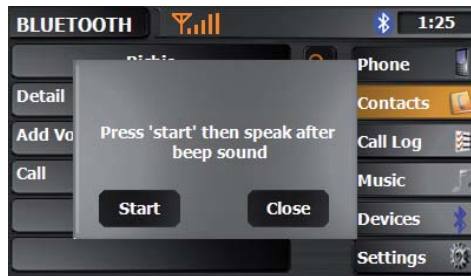 BLUETOOTH 1:25
Phone
Detail
Contacts
Add Vo
Press 'start' then speak after
beep sound
Call Log
Call
Music
Start Close
Devices
Settings